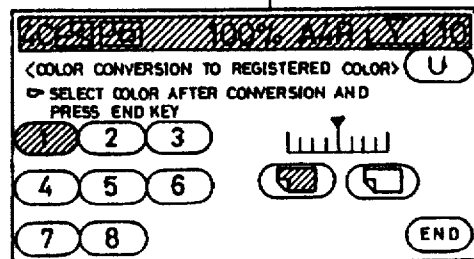 100% A4R Y 10
<COLOR CONVERSION TO REGISTERED COLOR> U
SELECT COLOR AFTER CONVERSION AND
PRESS END KEY
1 2 3
4 5 6
7 8 END